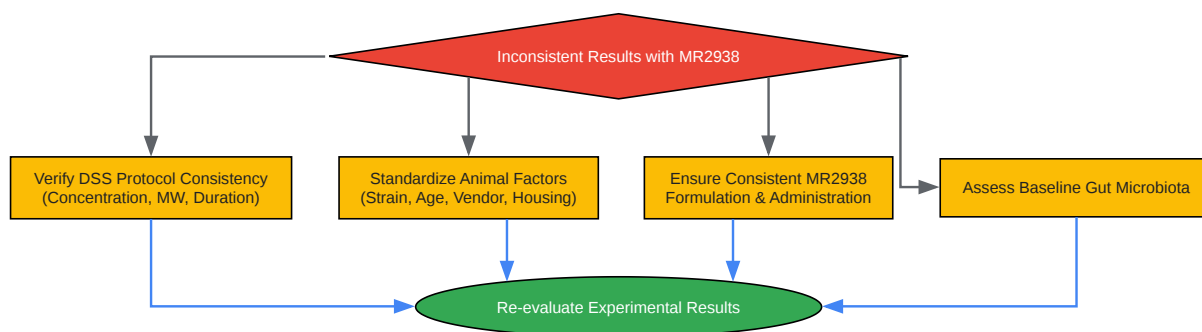 Inconsistent Results with MR2938
Verify DSS Protocol Consistency
(Concentration, MW, Duration)
Standardize Animal Factors
(Strain, Age, Vendor, Housing)
Ensure Consistent MR2938
Formulation & Administration
Assess Baseline Gut Microbiota
Re-evaluate Experimental Results